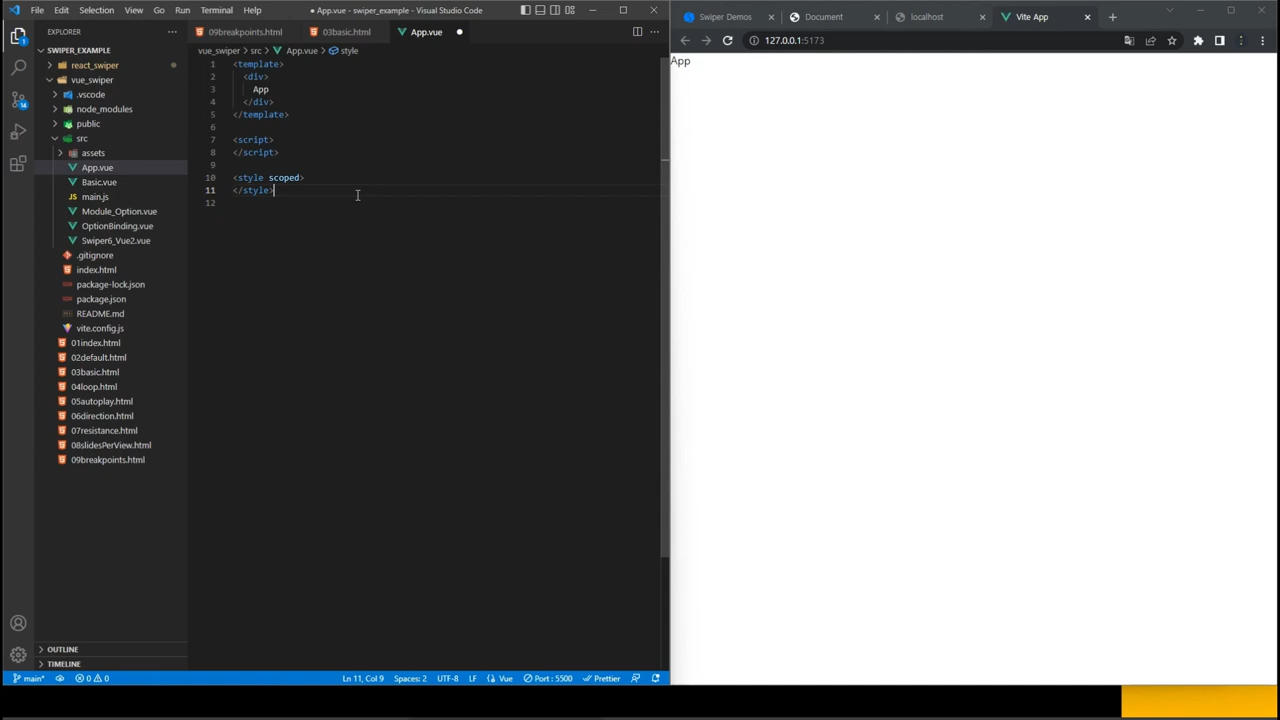 File Edit Selection View Go Run Terminal Help
● App.vue - swiper_example - Visual Studio Code
EXPLORER
SWIPER_EXAMPLE
react_swiper
vue_swiper
.vscode
node_modules
public
src
assets
App.vue
Basic.vue
main.js
Module_Option.vue
OptionBinding.vue
Swiper6_Vue2.vue
.gitignore
index.html
package-lock.json
package.json
README.md
vite.config.js
01index.html
02default.html
03basic.html
04loop.html
05autoplay.html
06direction.html
07resistance.html
08slidesPerView.html
09breakpoints.html
OUTLINE
TIMELINE
1
14
09breakpoints.html 03basic.html App.vue
vue_swiper > src > App.vue > style
1 <template>
2 <div>
3 App
4 </div>
5 </template>
6
7 <script>
8 </script>
9
10 <style scoped>
11 </style>
12
main* 0 0 Ln 11, Col 9 Spaces: 2 UTF-8 LF Vue Port : 5500 Prettier
Swiper Demos Document localhost Vite App
127.0.0.1:5173
App